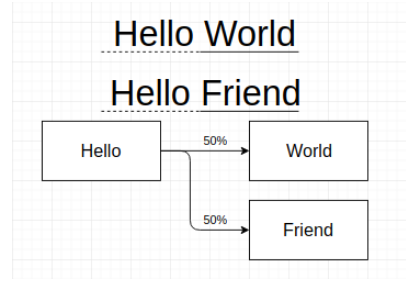 Hello World
Hello Friend
Hello
50%
World
50%
Friend